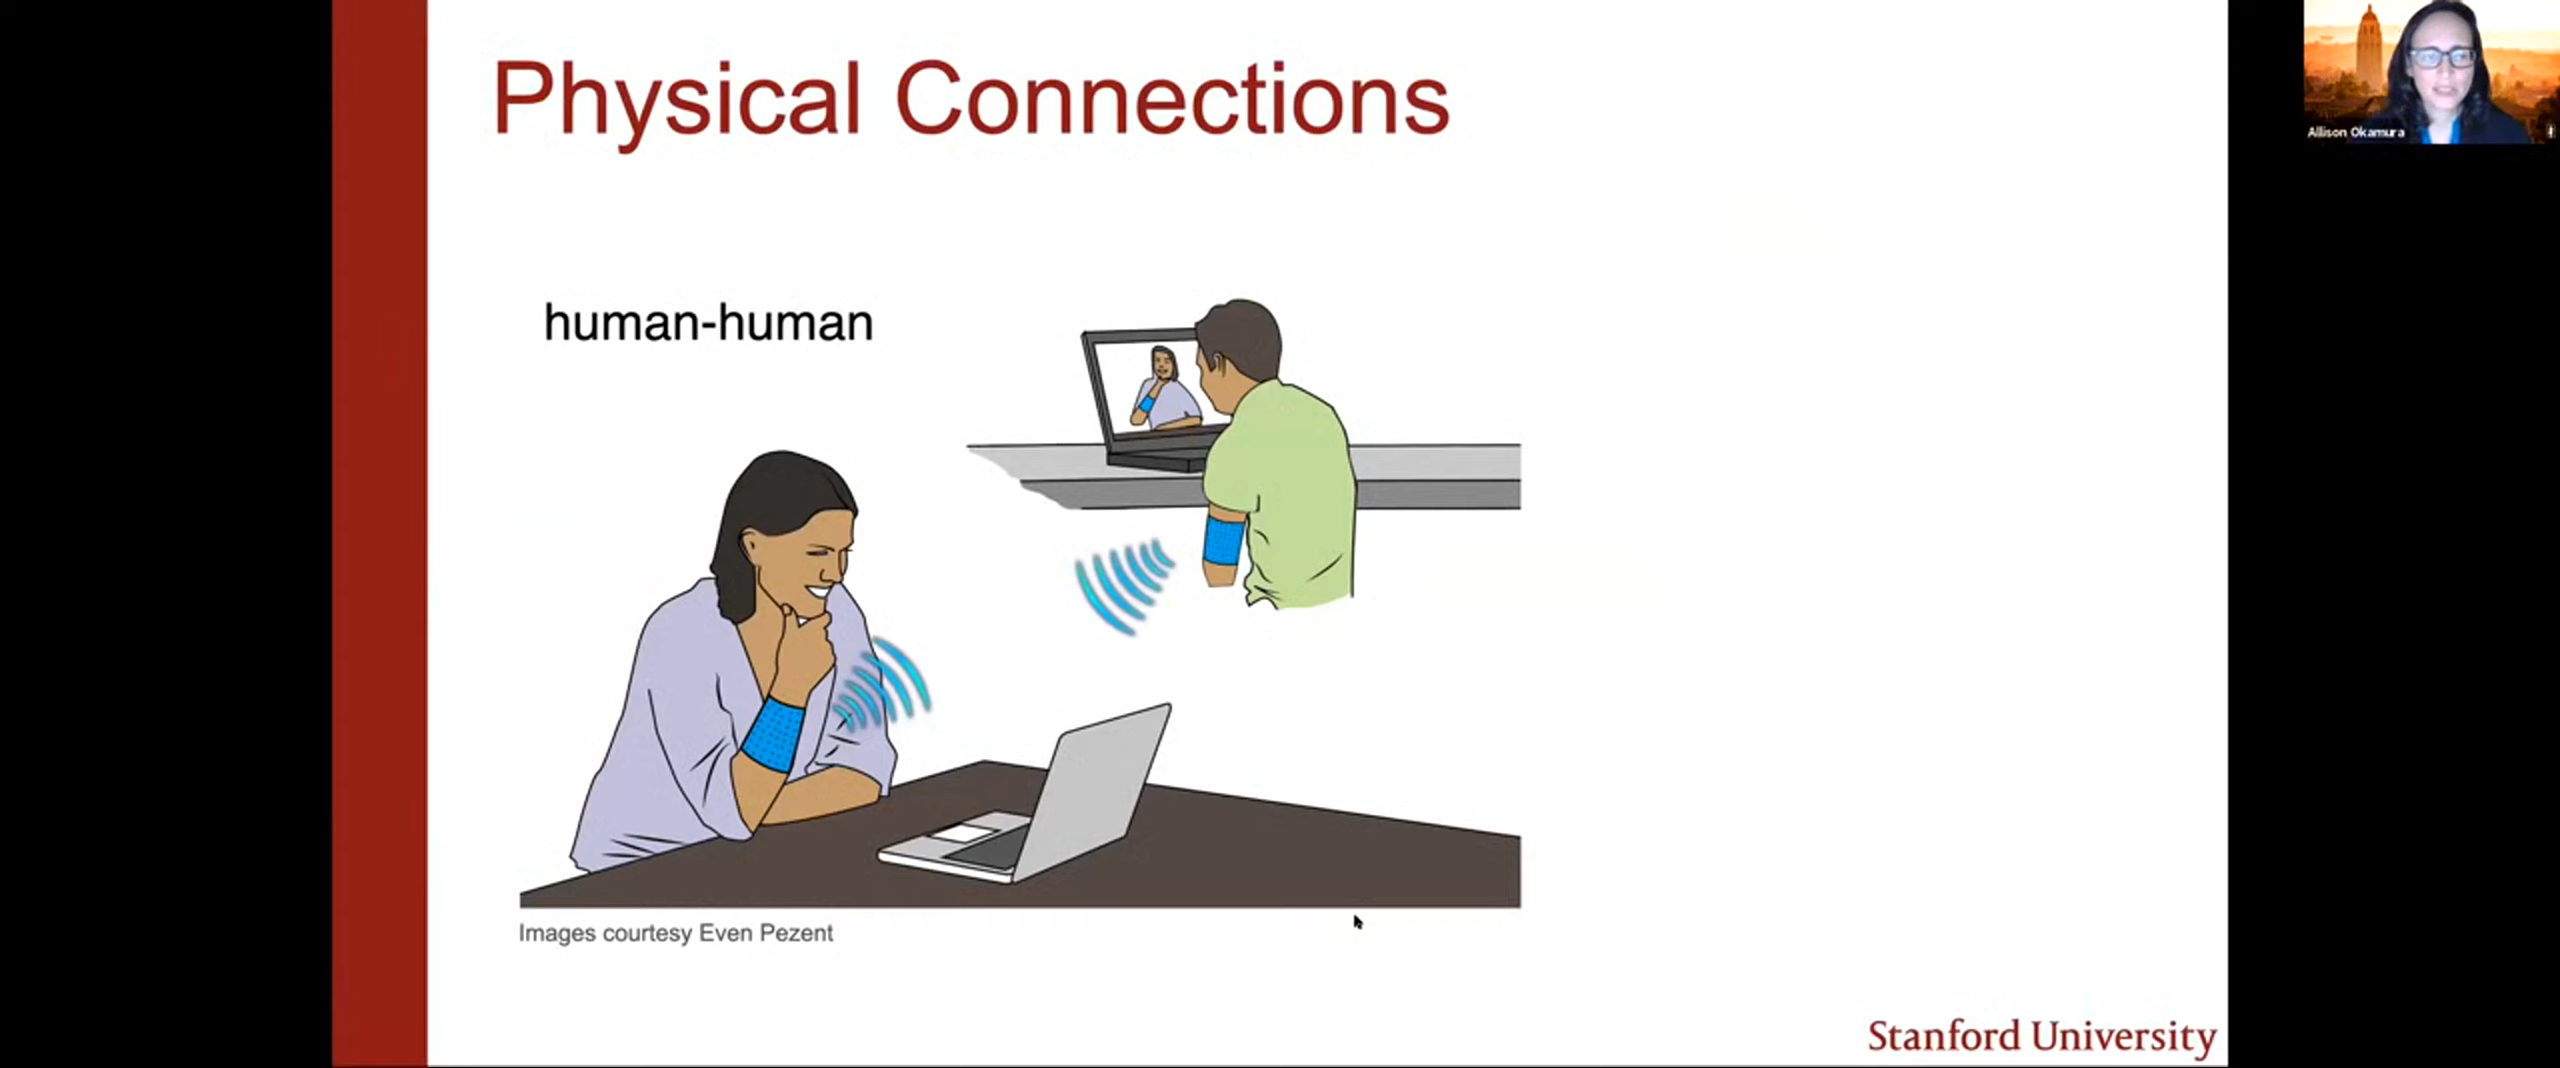 Physical Connections
Allison Okamura
human-human
Images courtesy Even Pezent
Stanford University